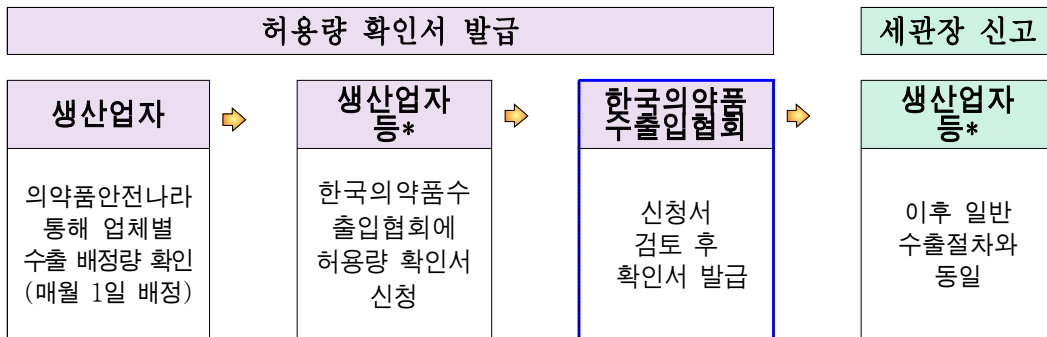 허용량 확인서 발급
세관장 신고
생산업자
의약품안전나라
통해 업체별
수출 배정량 확인
(매월 1일 배정)
생산업자
등*
한국의약품수
출입협회에
허용량 확인서
신청
한국의약품
수출입협회
신청서
검토 후
확인서 발급
생산업자
등*
이후 일반
수출절차와
동일